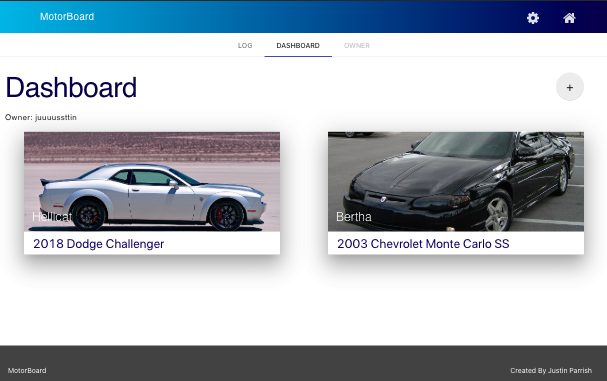 MotorBoard
LOG DASHBOARD OWNER
Dashboard
+
Owner: juuuussttin
Hellcat Bertha
2018 Dodge Challenger 2003 Chevrolet Monte Carlo SS
MotorBoard Created By Justin Parrish